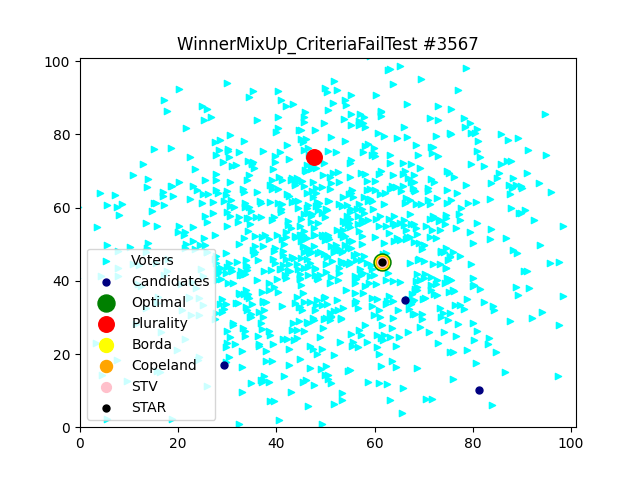 WinnerMixUp_CriteriaFailTest #3567
100
80
60
40
20
0
0 20 40 60 80 100
Voters
Candidates
Optimal
Plurality
Borda
Copeland
STV
STAR